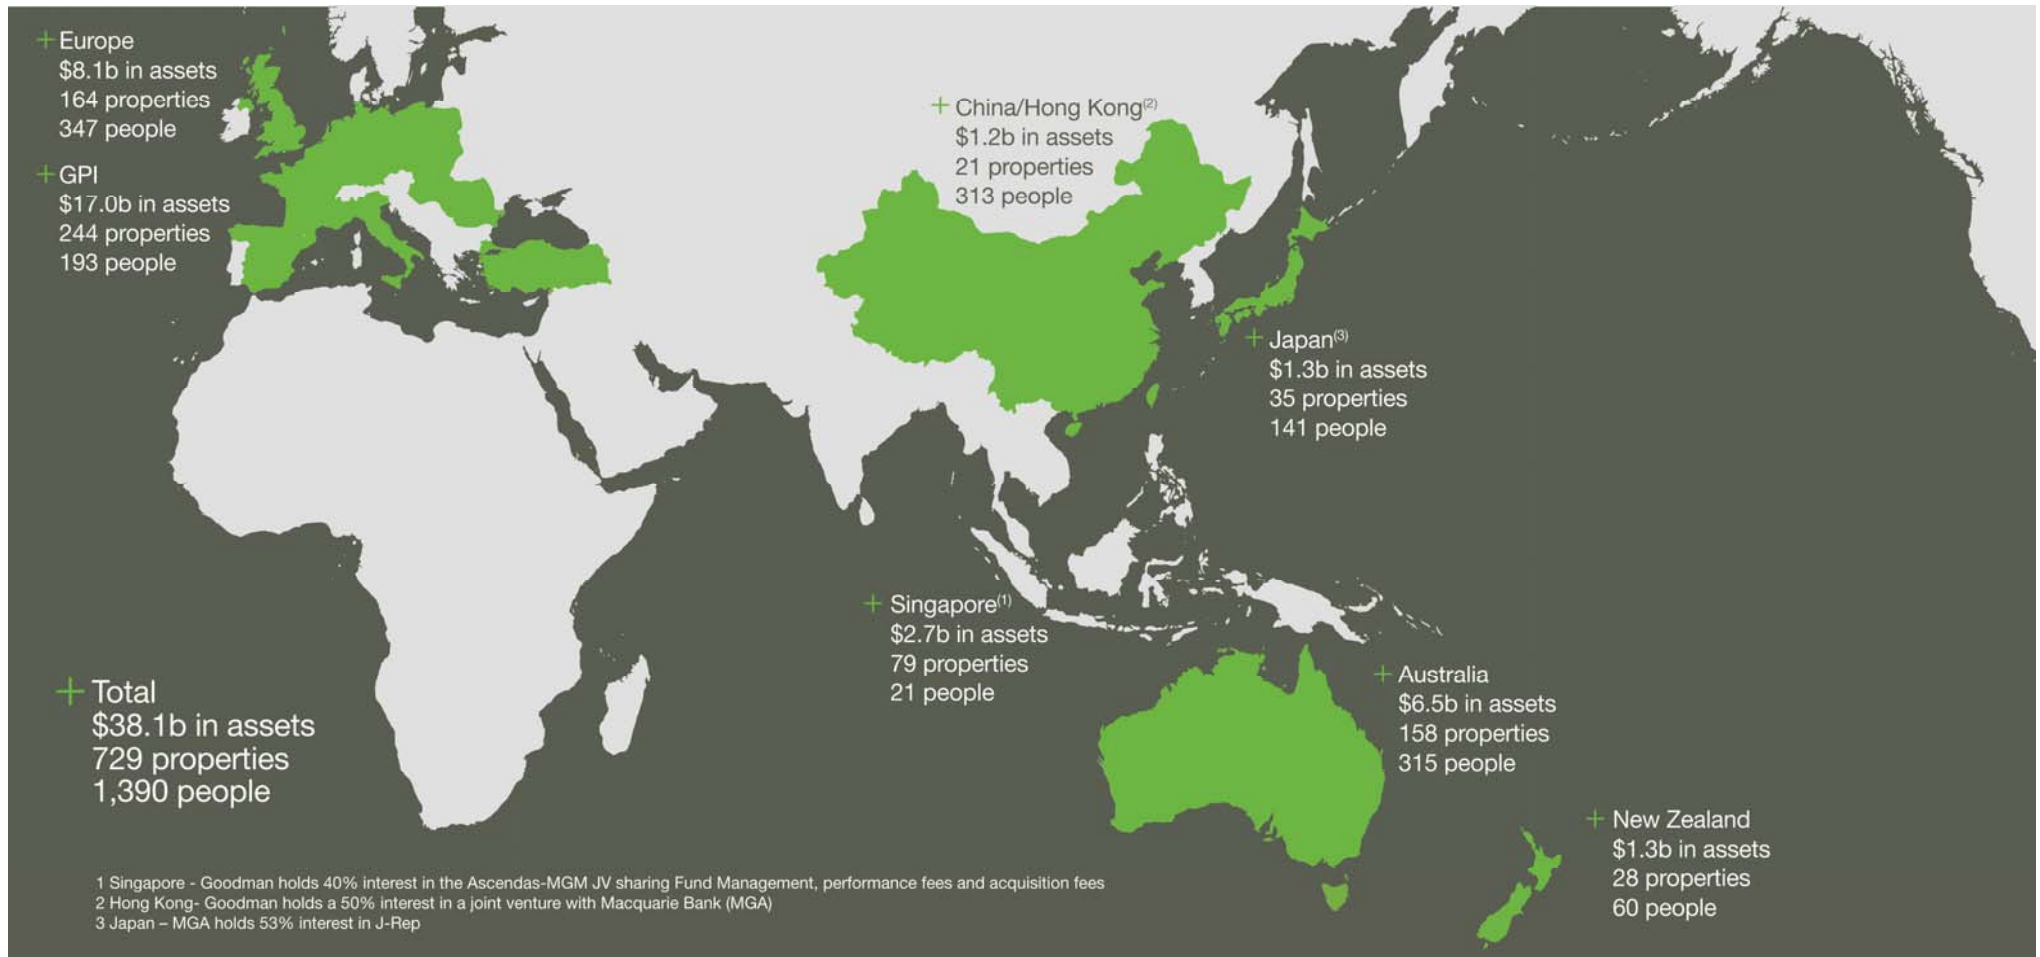 + Europe
$8.1b in assets
164 properties
347 people
+ GPI
$17.0b in assets
244 properties
193 people
+ China/Hong Kong(2)
$1.2b in assets
21 properties
313 people
+ Japan(3)
$1.3b in assets
35 properties
141 people
+ Singapore(1)
$2.7b in assets
79 properties
21 people
+ Australia
$6.5b in assets
158 properties
315 people
+ New Zealand
$1.3b in assets
28 properties
60 people
+ Total
$38.1b in assets
729 properties
1,390 people
1 Singapore - Goodman holds 40% interest in the Ascendas-MGM JV sharing Fund Management, performance fees and acquisition fees
2 Hong Kong- Goodman holds a 50% interest in a joint venture with Macquarie Bank (MGA)
3 Japan – MGA holds 53% interest in J-Rep